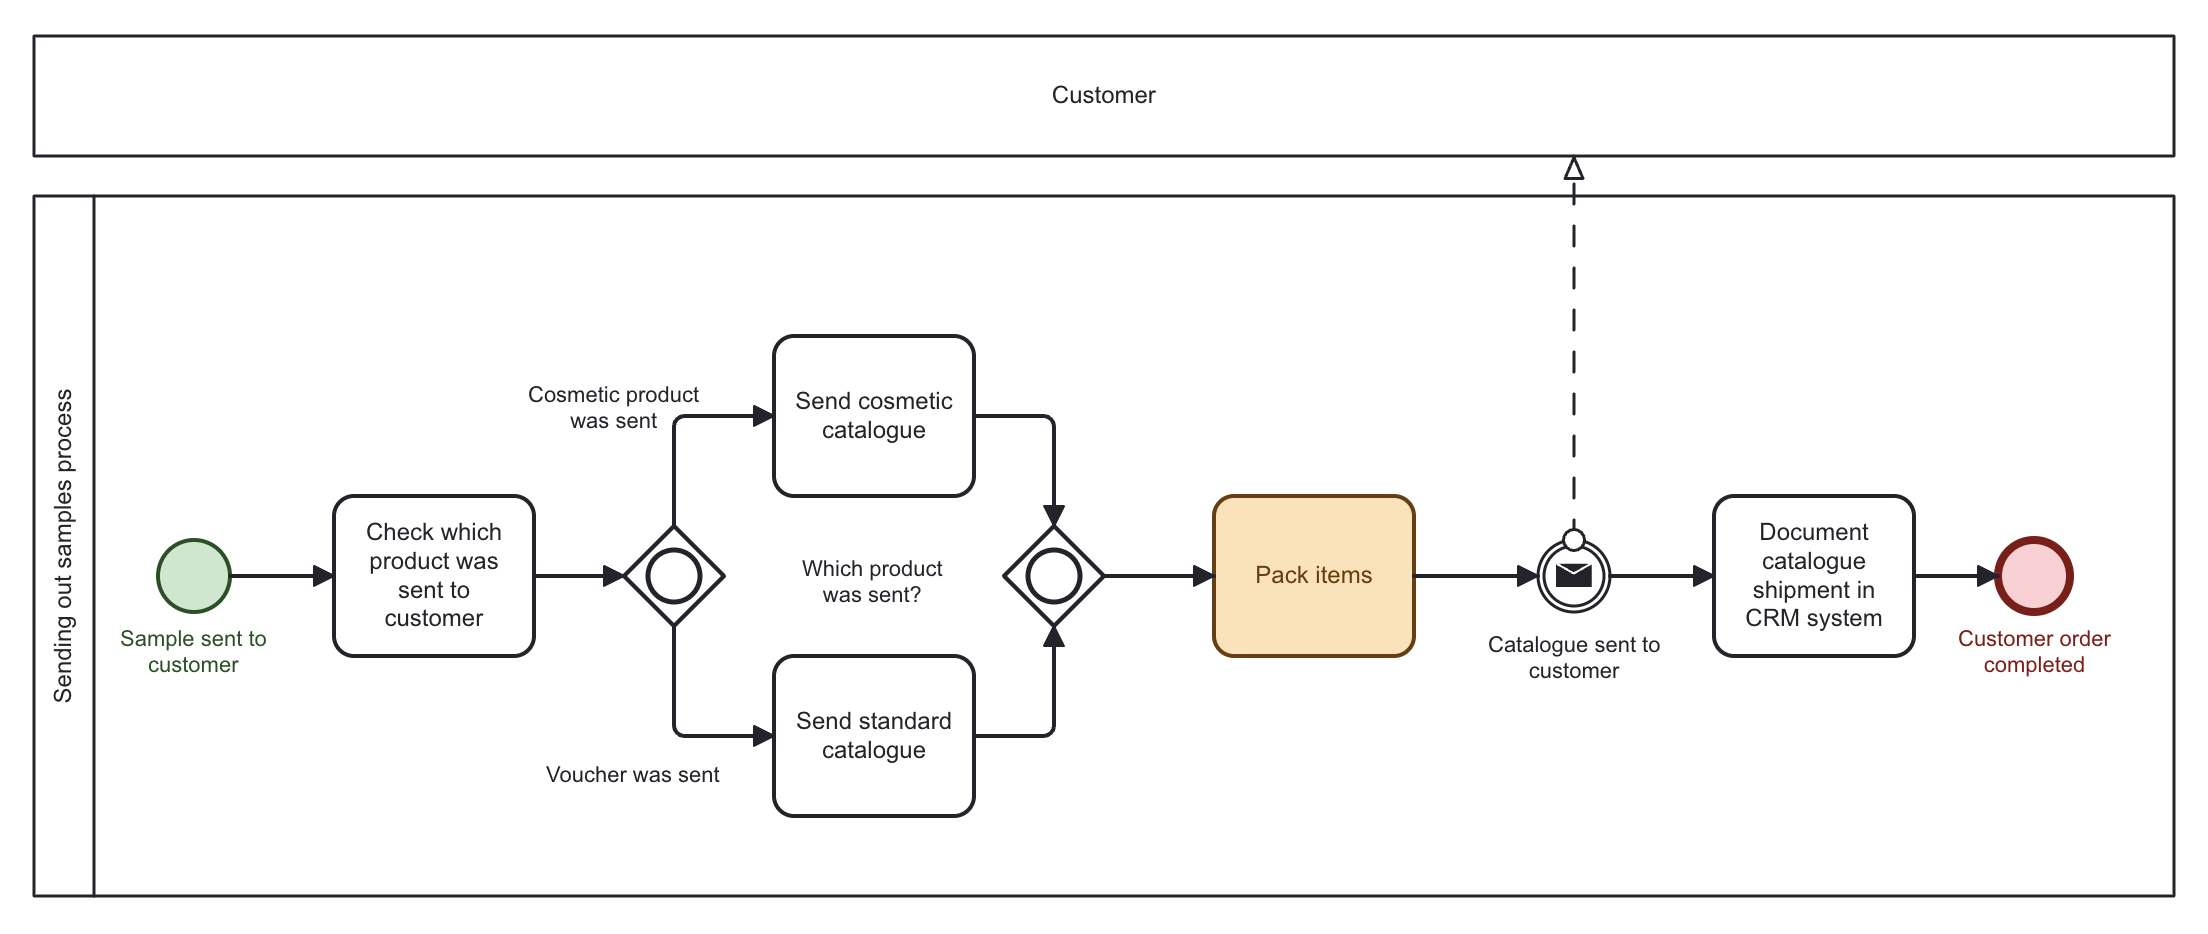 Customer
Sending out samples process
Sample sent to
customer
Check which
product was
sent to
customer
Cosmetic product
was sent
Voucher was sent
Send cosmetic
catalogue
Which product
was sent?
Send standard
catalogue
Pack items
Catalogue sent to
customer
Document
catalogue
shipment in
CRM system
Customer order
completed